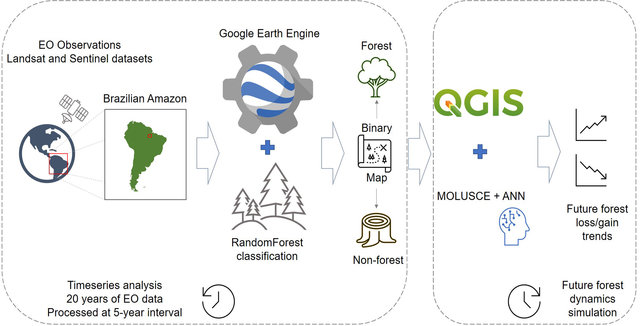 EO Observations
Landsat and Sentinel datasets
Brazilian Amazon
Google Earth Engine
RandomForest
classification
Forest
Binary
Map
Non-forest
Timeseries analysis
20 years of EO data
Processed at 5-year interval
QGIS
MOLUSCE + ANN
Future forest
loss/gain
trends
Future forest
dynamics
simulation